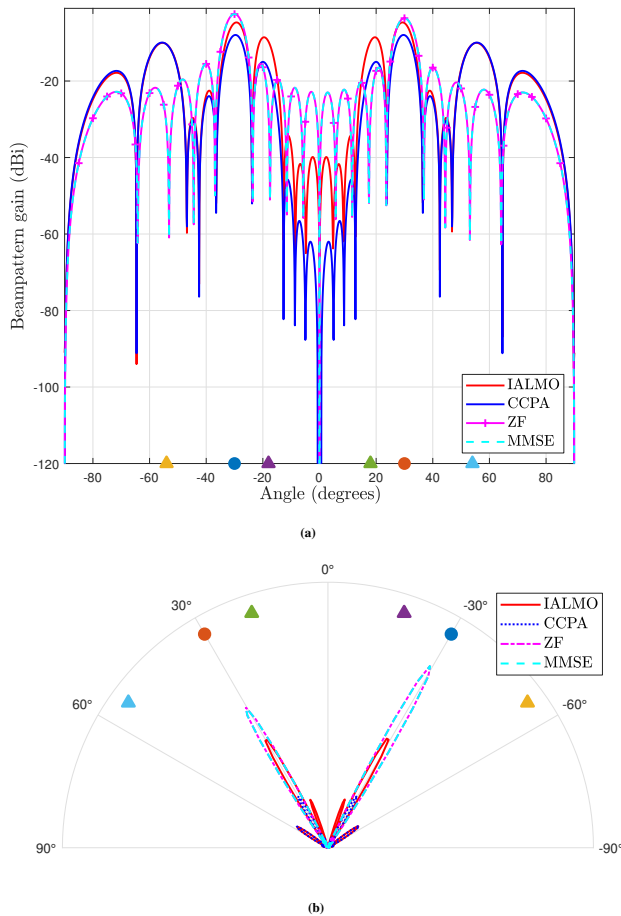 Beampattern gain (dBi)
-20
-40
-60
-80
-100
-120
IALMO
CCPA
ZF
MMSE
-80 -60 -40 -20 0 20 40 60 80
Angle (degrees)
(a)
0°
30° -30°
60° -60°
90° -90°
IALMO
CCPA
ZF
MMSE
(b)